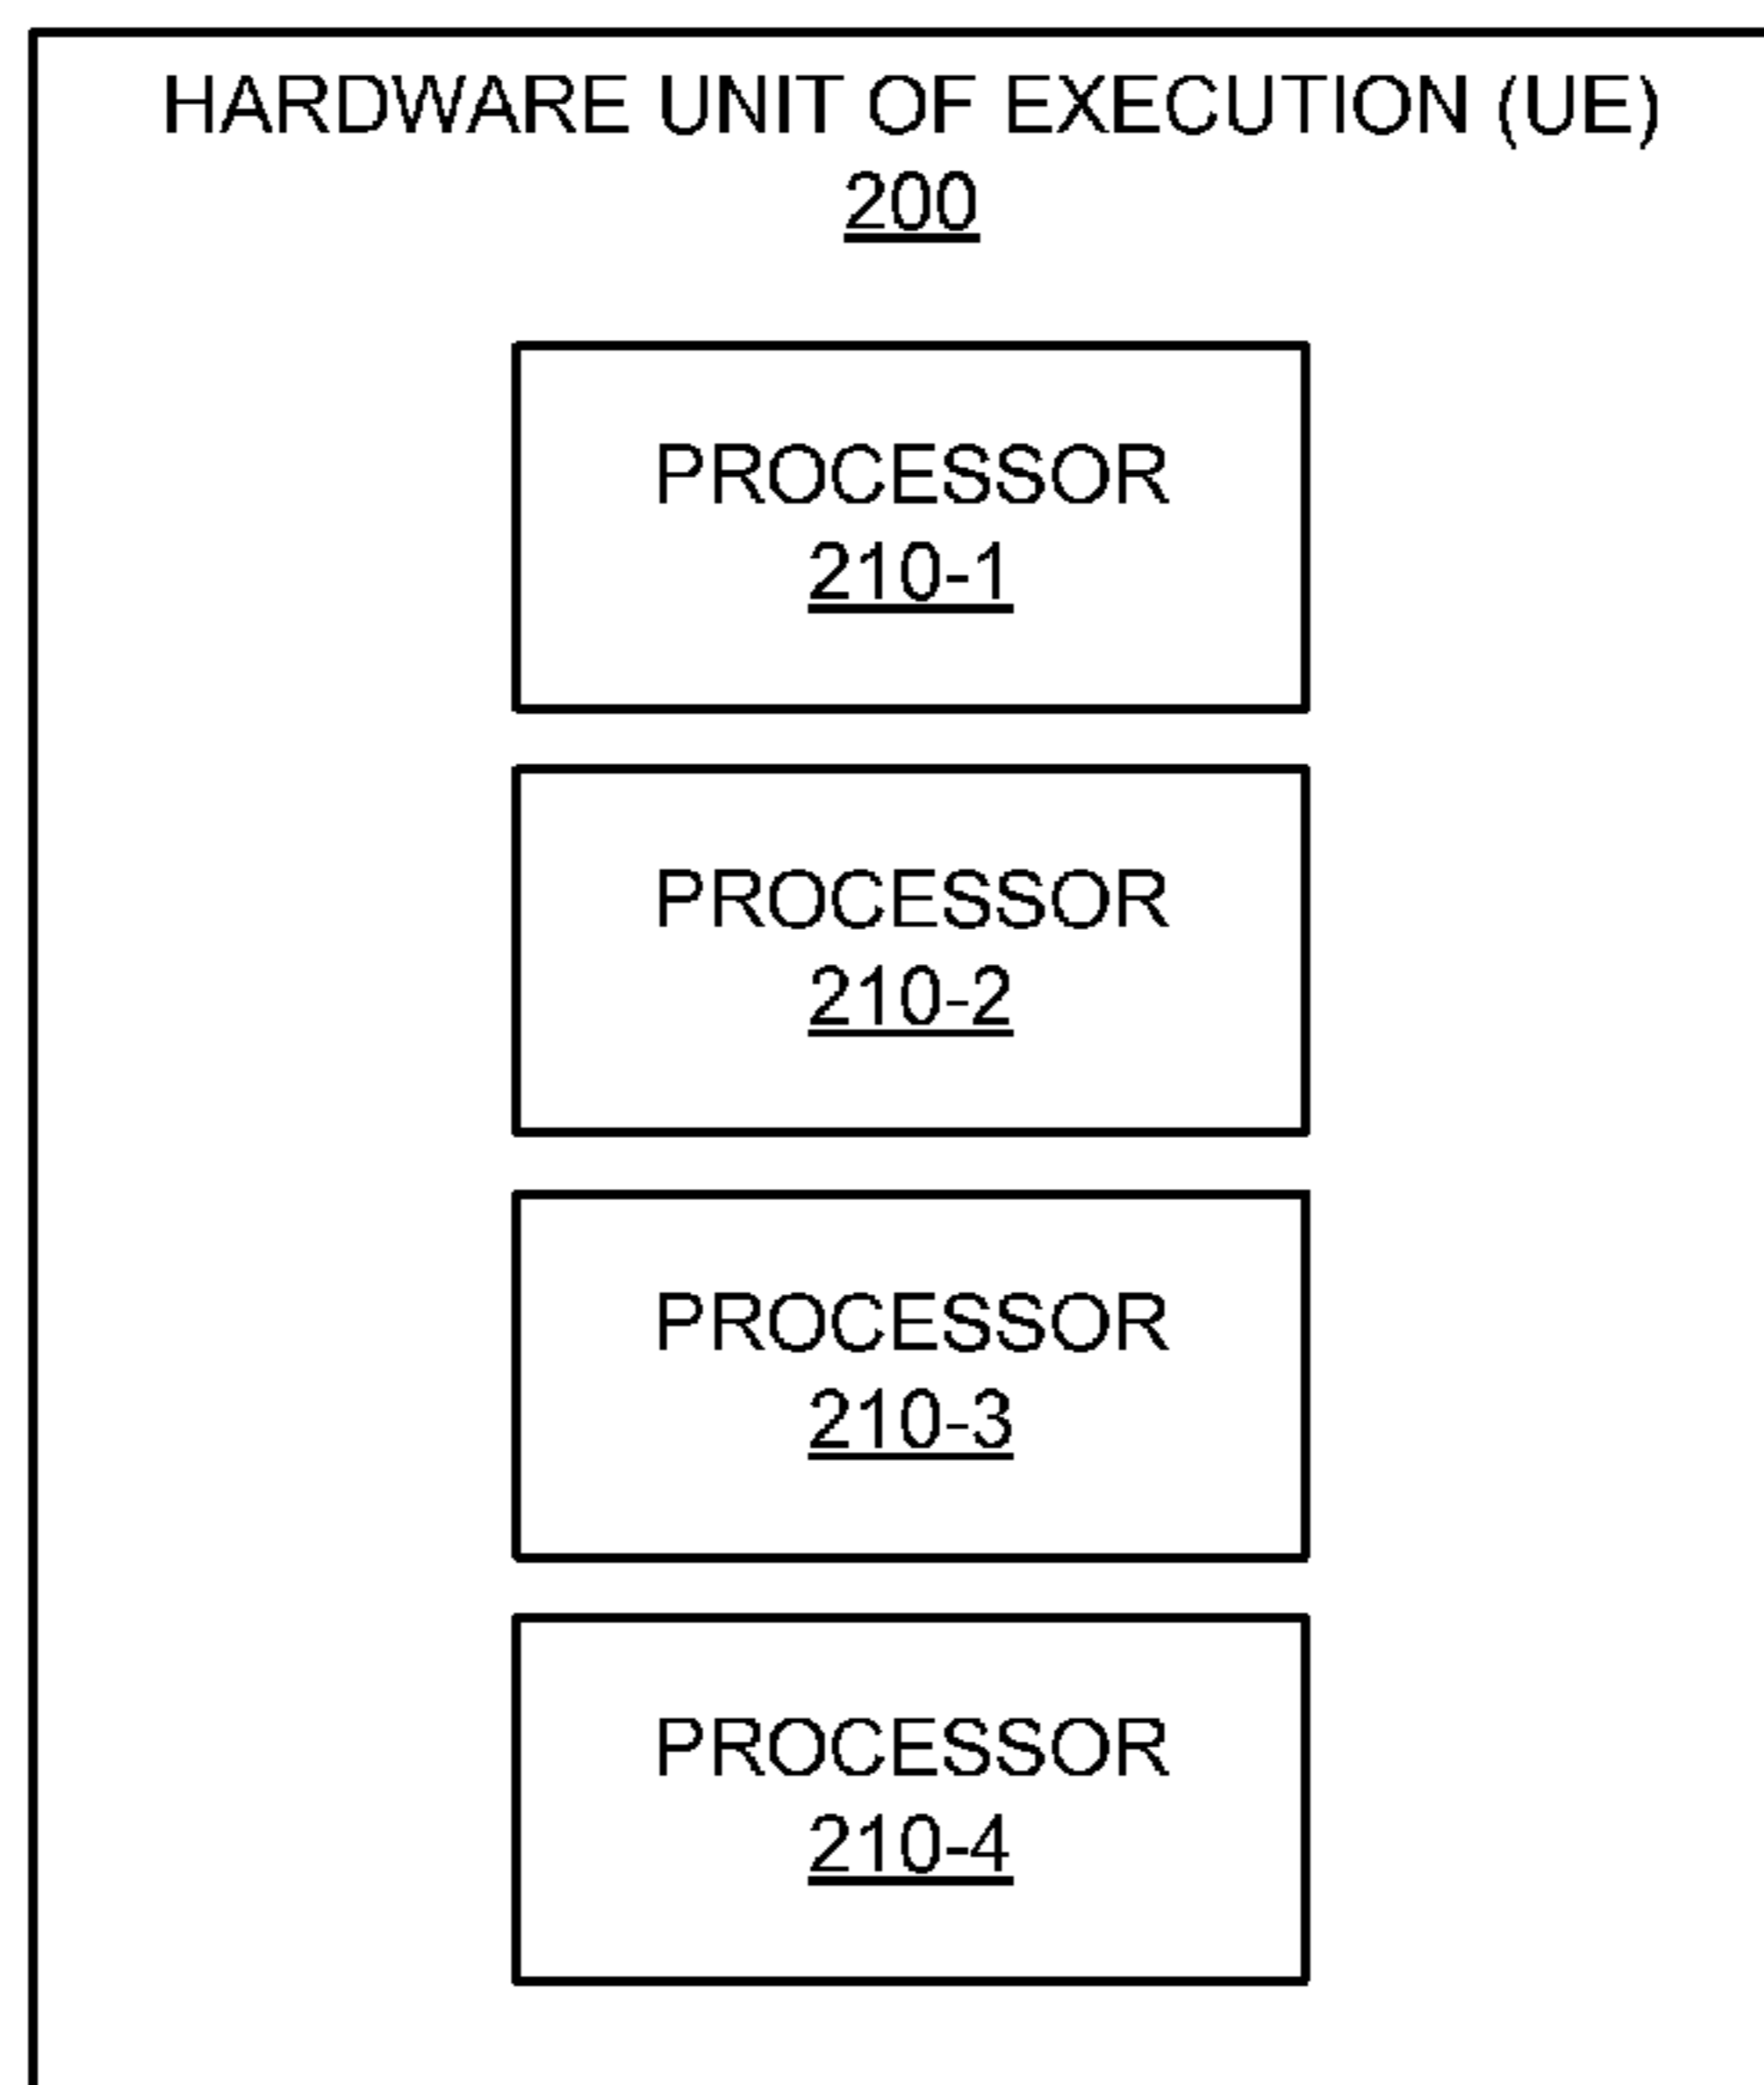 HARDWARE UNIT OF EXECUTION (UE)
200
PROCESSOR
210-1
PROCESSOR
210-2
PROCESSOR
210-3
PROCESSOR
210-4